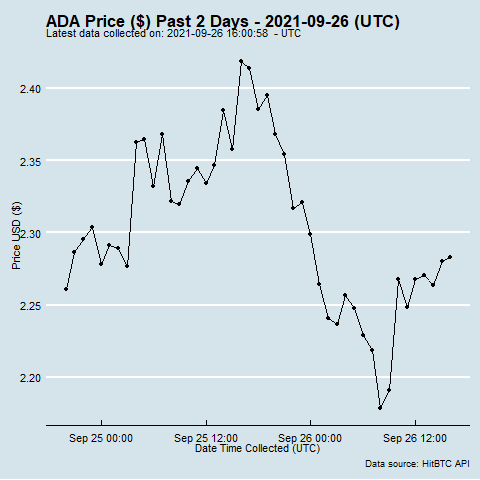 ADA Price ($) Past 2 Days - 2021-09-26 (UTC)
Latest data collected on: 2021-09-26 16:00:58 - UTC
Price USD ($)
2.40
2.35
2.30
2.25
2.20
Sep 25 00:00 Sep 25 12:00 Sep 26 00:00 Sep 26 12:00
Date Time Collected (UTC)
Data source: HitBTC API